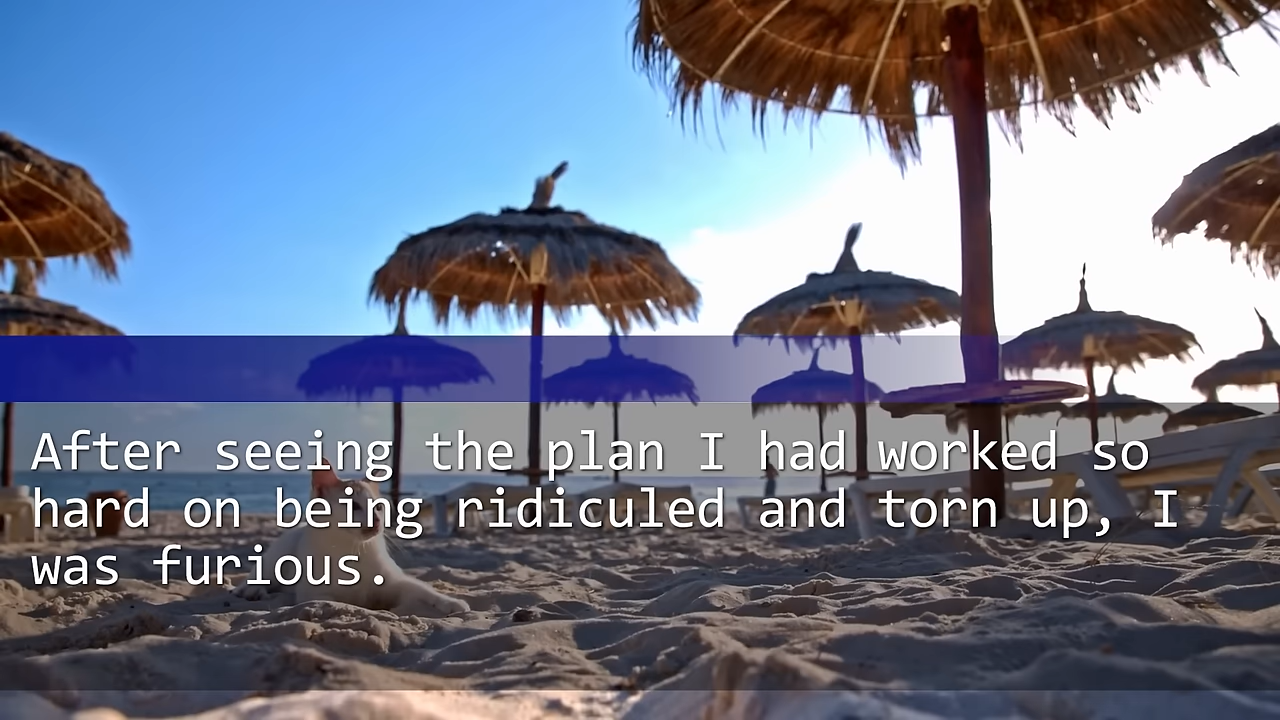 After seeing the plan I had worked so
hard on being ridiculed and torn up, I
was furious.